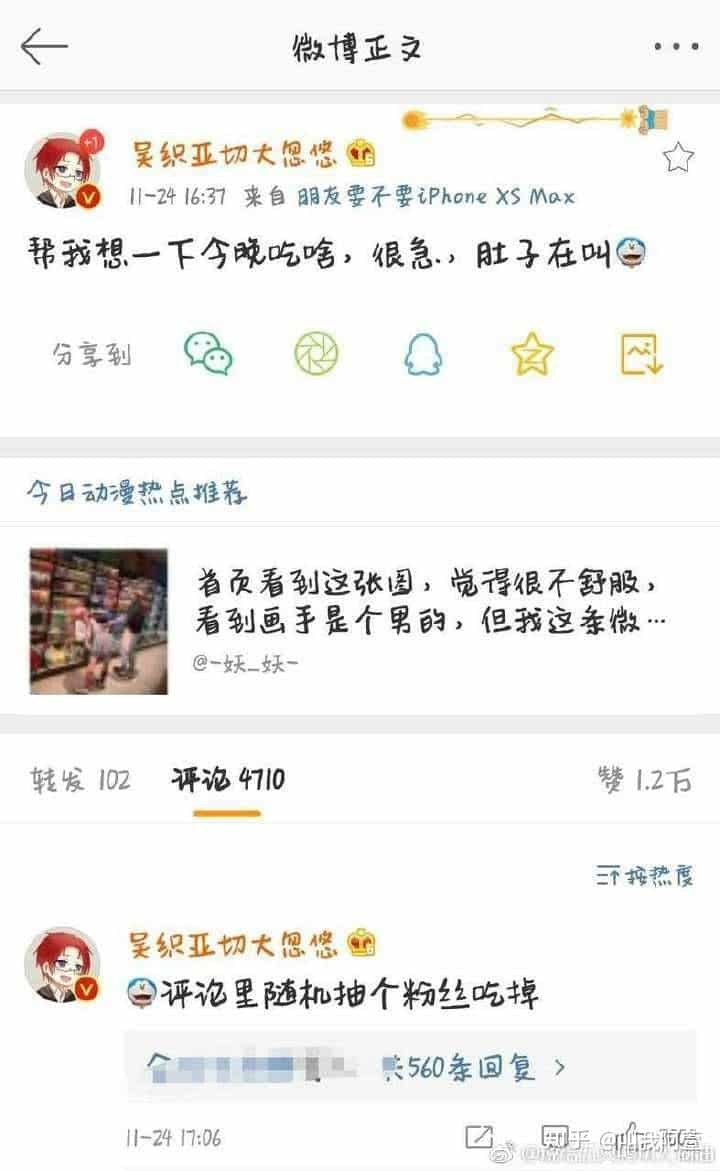 微博正文
+1
吴织亚切大忽悠
11-24 16:37 来自 朋友要不要iPhone XS Max
帮我想一下今晚吃啥，很急，肚子在叫
分享到
今日动漫热点推荐
首页看到这张图，觉得很不舒服，
看到画手是个男的，但我这条微…
@-妖_妖-
转发 102 评论 4710 赞 1.2万
按热度
吴织亚切大忽悠
评论里随机抽个粉丝吃掉
共560条回复 >
11-24 17:06
知乎